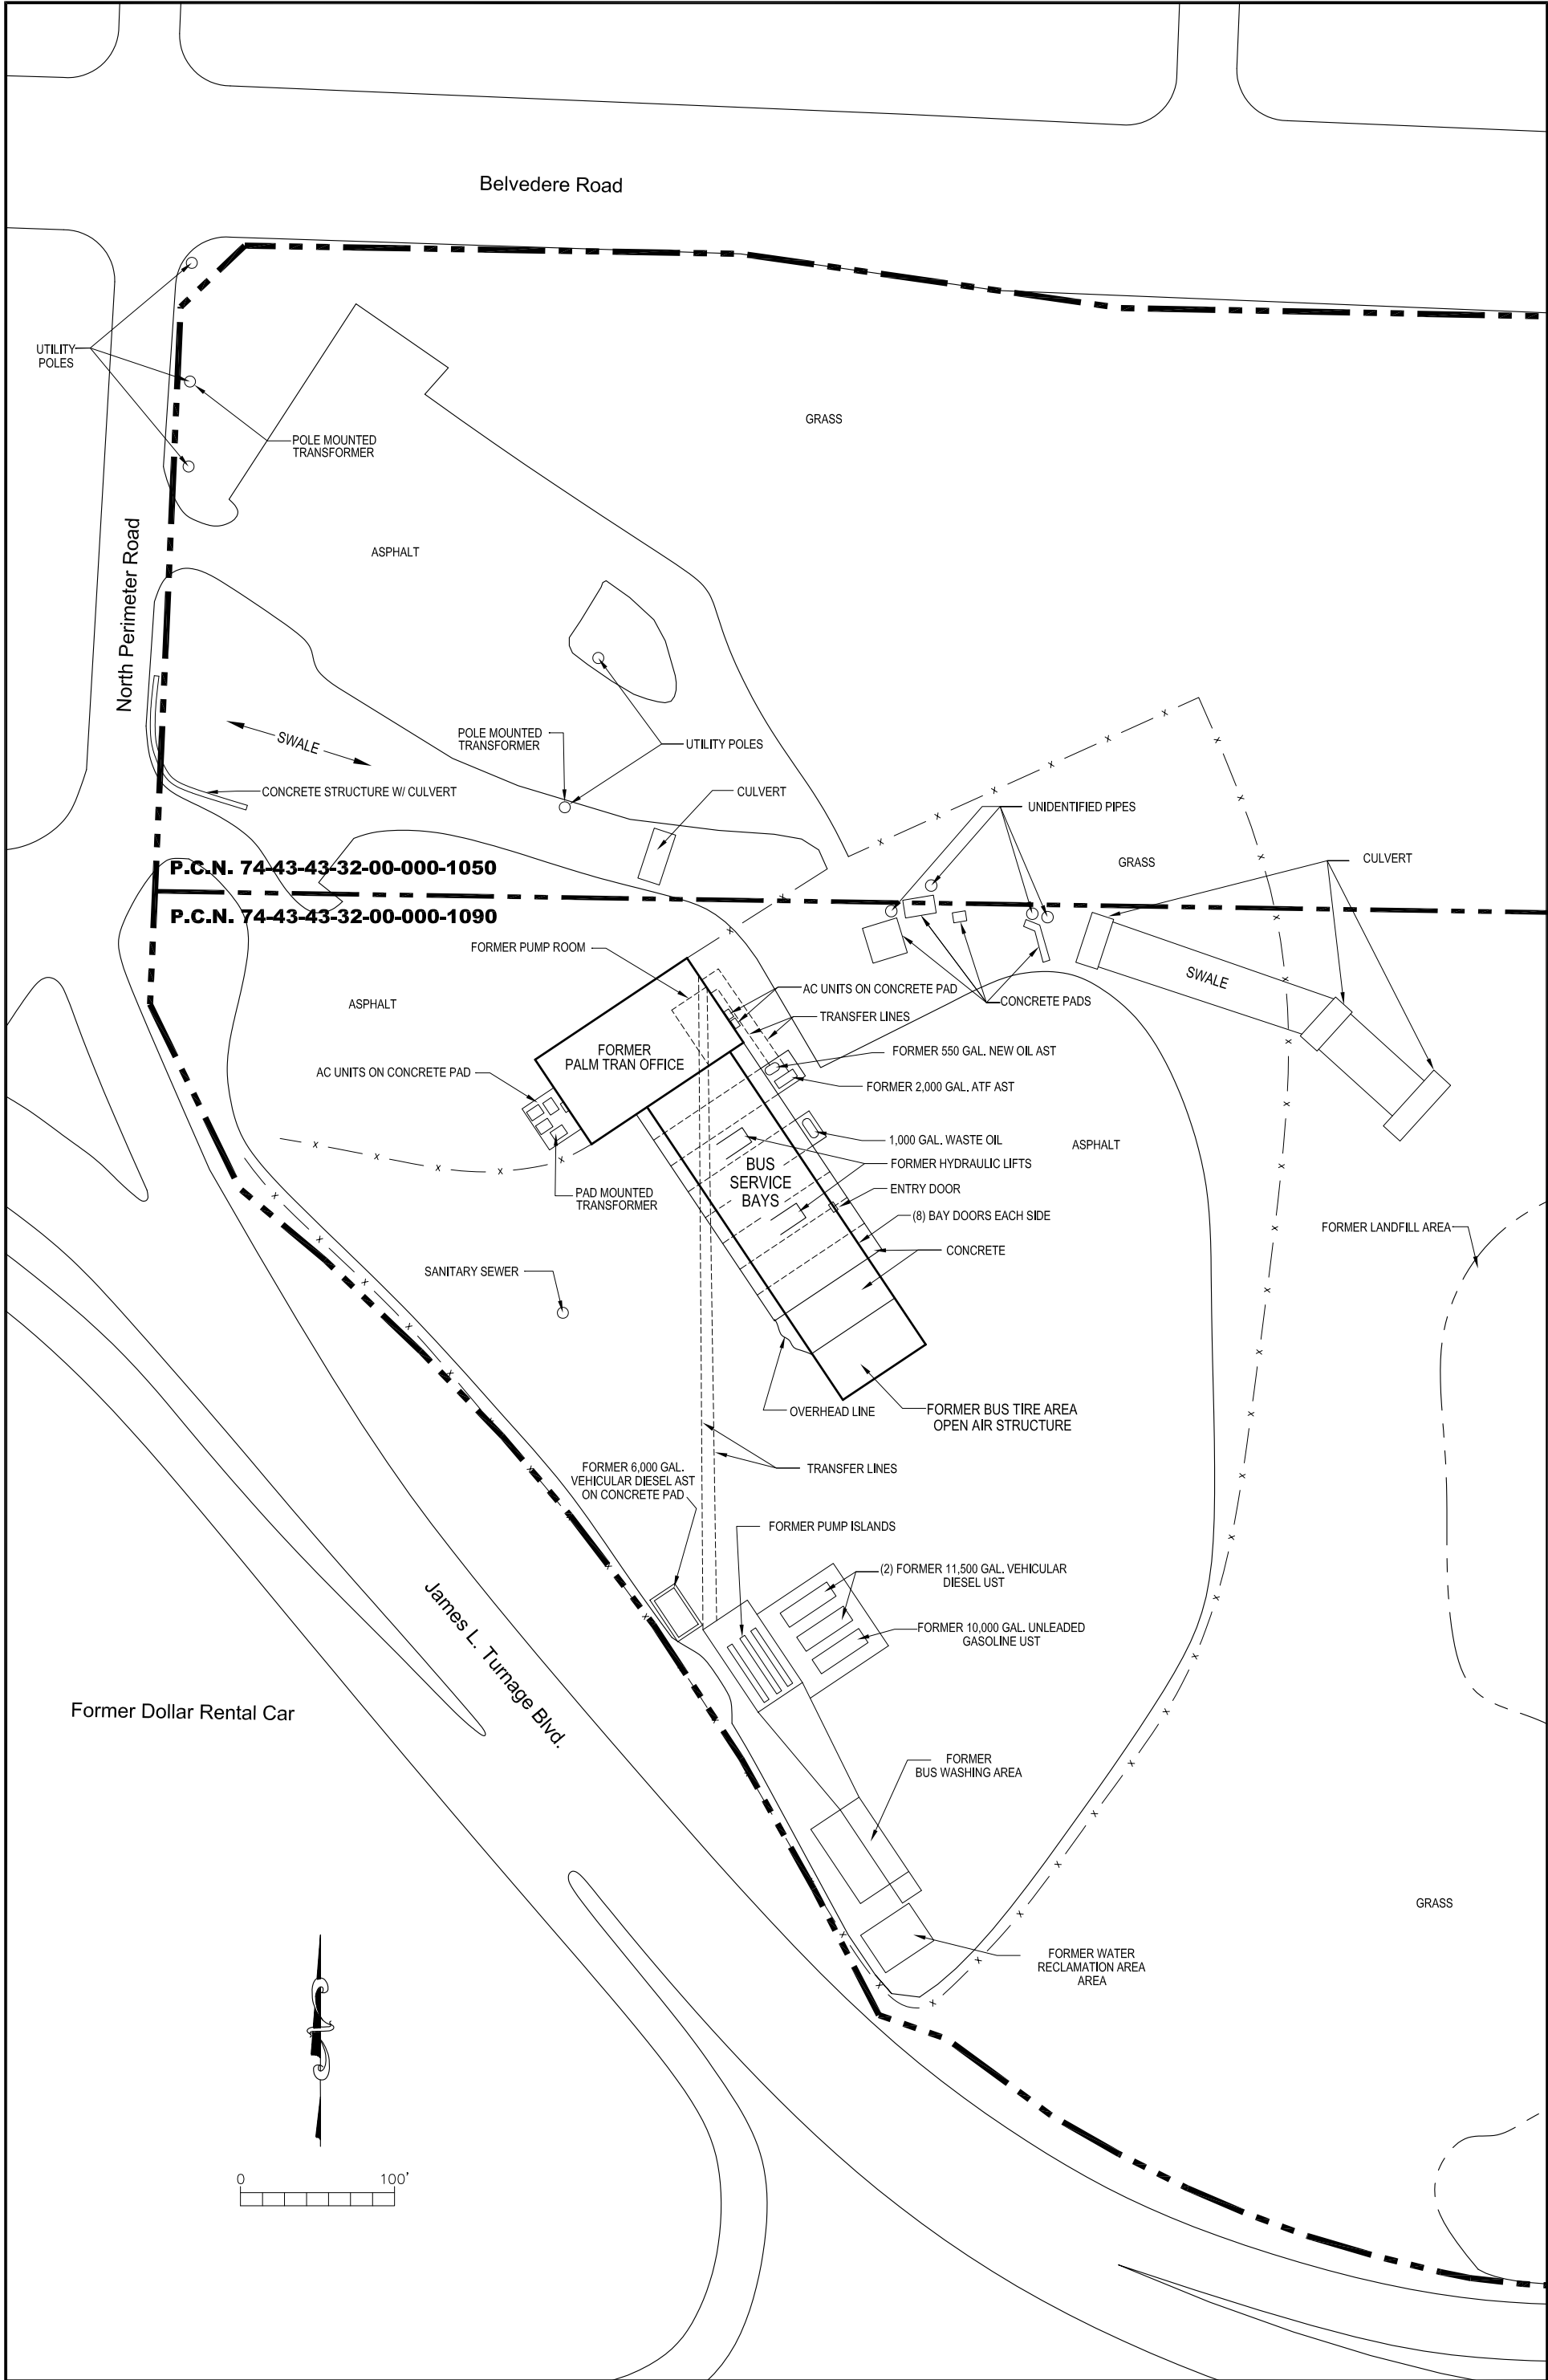 Belvedere Road
UTILITY
POLES
POLE MOUNTED
TRANSFORMER
GRASS
North Perimeter Road
ASPHALT
SWALE
POLE MOUNTED
TRANSFORMER
UTILITY POLES
CONCRETE STRUCTURE W/ CULVERT
CULVERT
UNIDENTIFIED PIPES
GRASS
CULVERT
P.C.N. 74-43-43-32-00-000-1050
P.C.N. 74-43-43-32-00-000-1090
FORMER PUMP ROOM
SWALE
ASPHALT
AC UNITS ON CONCRETE PAD
CONCRETE PADS
TRANSFER LINES
FORMER
PALM TRAN OFFICE
FORMER 550 GAL. NEW OIL AST
AC UNITS ON CONCRETE PAD
FORMER 2,000 GAL. ATF AST
1,000 GAL. WASTE OIL
ASPHALT
BUS
SERVICE
BAYS
FORMER HYDRAULIC LIFTS
PAD MOUNTED
TRANSFORMER
ENTRY DOOR
(8) BAY DOORS EACH SIDE
FORMER LANDFILL AREA
CONCRETE
SANITARY SEWER
OVERHEAD LINE
FORMER BUS TIRE AREA
OPEN AIR STRUCTURE
FORMER 6,000 GAL.
VEHICULAR DIESEL AST
ON CONCRETE PAD
TRANSFER LINES
FORMER PUMP ISLANDS
(2) FORMER 11,500 GAL. VEHICULAR
DIESEL UST
FORMER 10,000 GAL. UNLEADED
GASOLINE UST
James L. Turnage Blvd.
Former Dollar Rental Car
FORMER
BUS WASHING AREA
GRASS
FORMER WATER
RECLAMATION AREA
AREA
0 100'